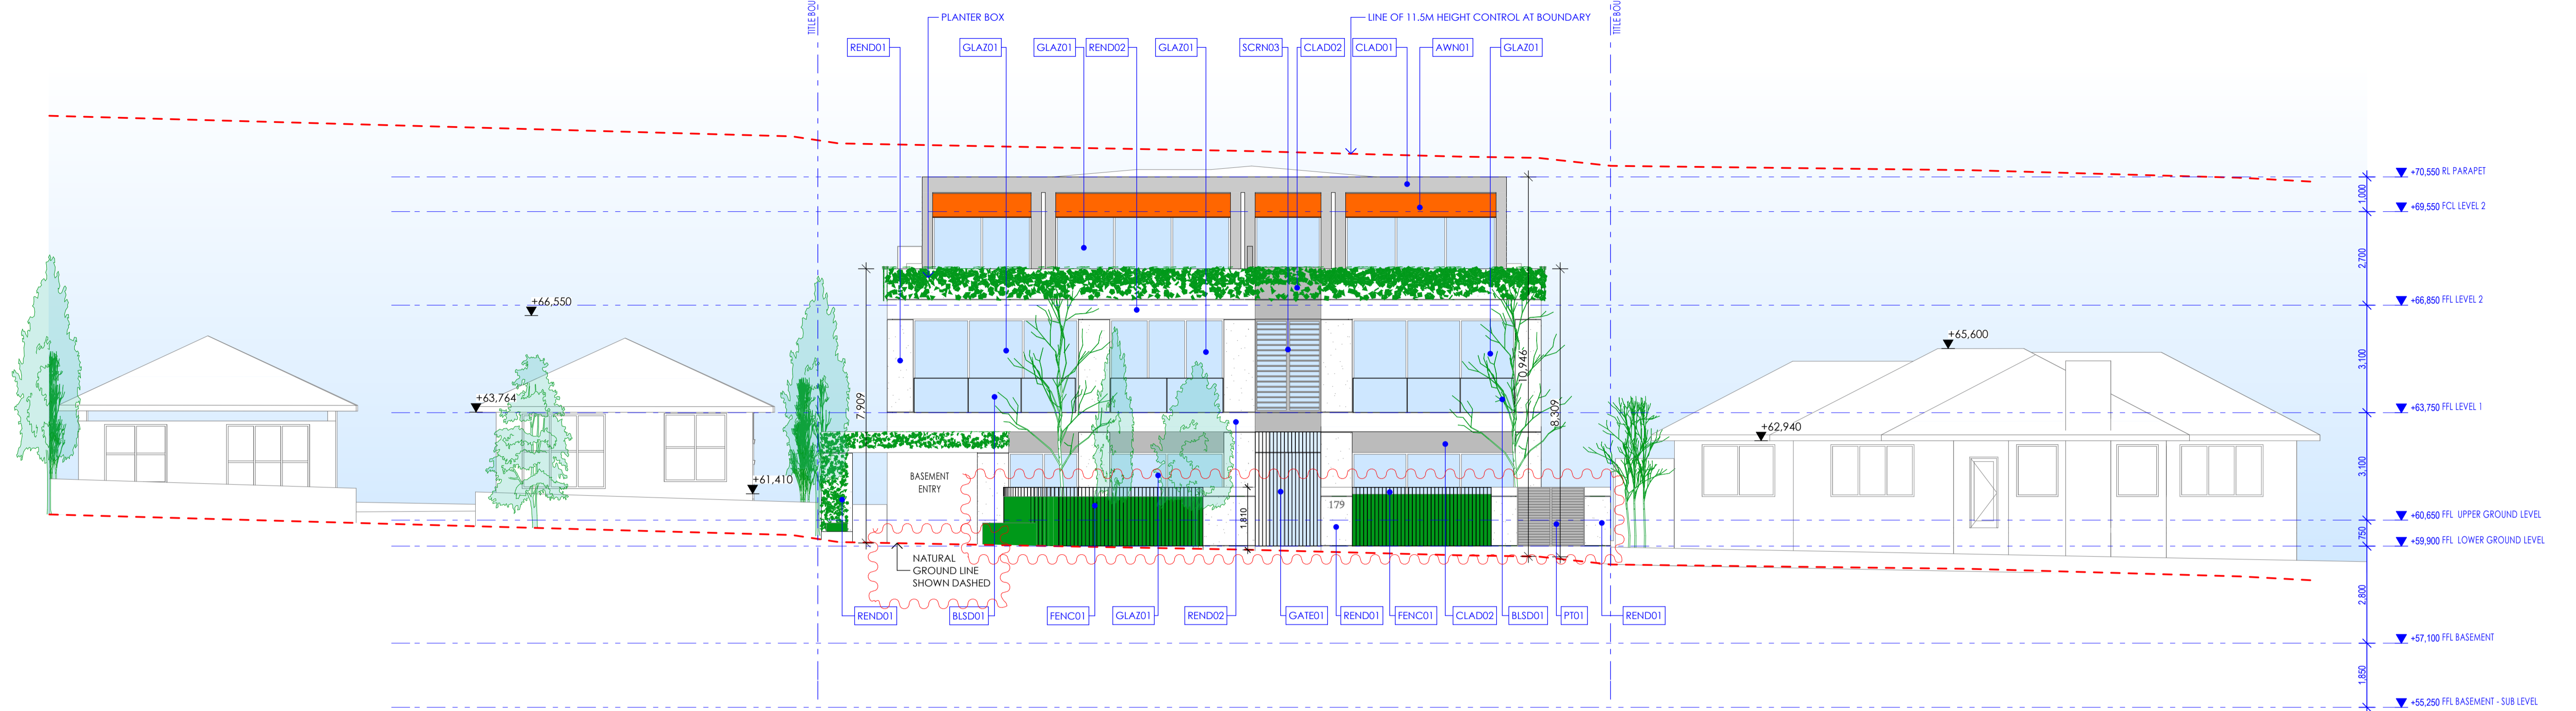 TITLE BOU
PLANTER BOX
LINE OF 11.5M HEIGHT CONTROL AT BOUNDARY
TITLE BOU
REND01
GLAZ01
GLAZ01
REND02
GLAZ01
SCRN03
CLAD02
CLAD01
AWN01
GLAZ01
+70,550 RL PARAPET
1,000
+69,550 FCL LEVEL 2
2,700
+66,550
+66,850 FFL LEVEL 2
+65,600
3,100
10,946
+63,764
7,909
8,309
+63,750 FFL LEVEL 1
+62,940
3,100
+61,410
BASEMENT
ENTRY
179
1,810
+60,650 FFL UPPER GROUND LEVEL
750
+59,900 FFL LOWER GROUND LEVEL
NATURAL
GROUND LINE
SHOWN DASHED
2,800
REND01
BLSD01
FENC01
GLAZ01
REND02
GATE01
REND01
FENC01
CLAD02
BLSD01
PT01
REND01
+57,100 FFL BASEMENT
1,850
+55,250 FFL BASEMENT - SUB LEVEL